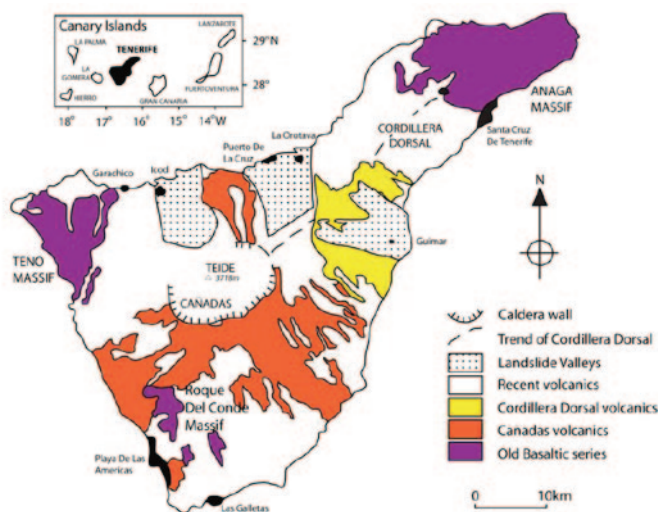 Canary Islands
LA PALMA
TENERIFE
LANZAROTE
29°N
LA
GOMERA
28°
HIERRO
GRAN CANARIA
FUERTEVENTURA
18°
17°
16°
15°
14°W
ANAGA
MASSIF
CORDILLERA
DORSAL
Santa Cruz
De Tenerife
La Orotava
Puerto De
La Cruz
Icod
Garachico
N
Guimar
TENO
MASSIF
TEIDE
3718m
CAÑADAS
Caldera wall
Trend of Cordillera Dorsal
Landslide Valleys
Recent volcanics
Cordillera Dorsal volcanics
Canadas volcanics
Old Basaltic series
Roque
Del Conde
Massif
Playa De Las
Americas
Las Galletas
0
10km